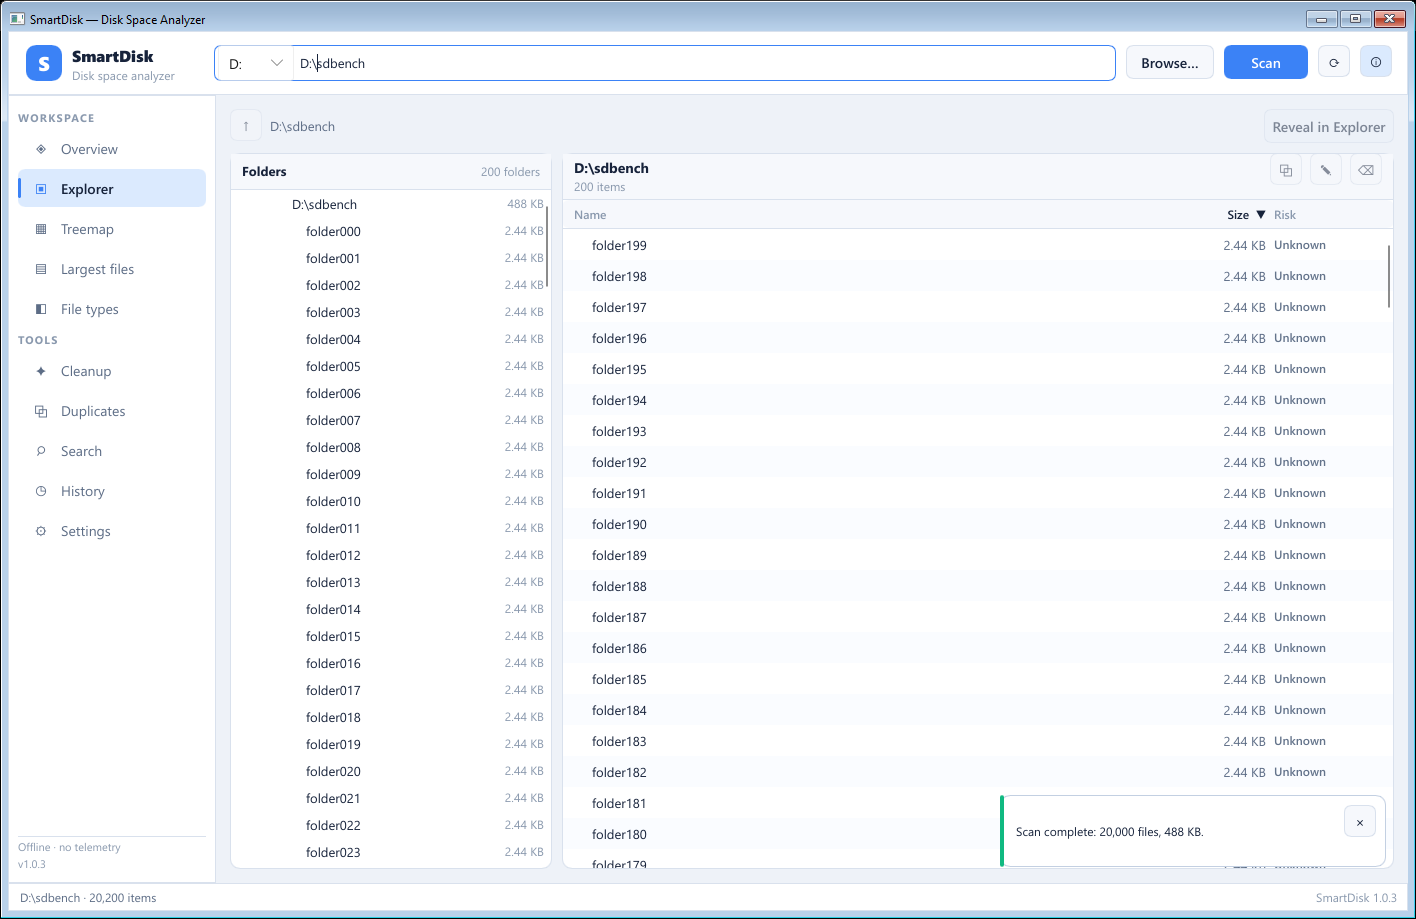 SmartDisk — Disk Space Analyzer
S
SmartDisk
Disk space analyzer
D:
D:\sdbench
Browse...
Scan
WORKSPACE
Overview
Explorer
Treemap
Largest files
File types
TOOLS
Cleanup
Duplicates
Search
History
Settings
Offline · no telemetry
v1.0.3
D:\sdbench
Reveal in Explorer
Folders 200 folders
D:\sdbench 488 KB
folder000 2.44 KB
folder001 2.44 KB
folder002 2.44 KB
folder003 2.44 KB
folder004 2.44 KB
folder005 2.44 KB
folder006 2.44 KB
folder007 2.44 KB
folder008 2.44 KB
folder009 2.44 KB
folder010 2.44 KB
folder011 2.44 KB
folder012 2.44 KB
folder013 2.44 KB
folder014 2.44 KB
folder015 2.44 KB
folder016 2.44 KB
folder017 2.44 KB
folder018 2.44 KB
folder019 2.44 KB
folder020 2.44 KB
folder021 2.44 KB
folder022 2.44 KB
folder023 2.44 KB
D:\sdbench
200 items
Name Size ▼ Risk
folder199 2.44 KB Unknown
folder198 2.44 KB Unknown
folder197 2.44 KB Unknown
folder196 2.44 KB Unknown
folder195 2.44 KB Unknown
folder194 2.44 KB Unknown
folder193 2.44 KB Unknown
folder192 2.44 KB Unknown
folder191 2.44 KB Unknown
folder190 2.44 KB Unknown
folder189 2.44 KB Unknown
folder188 2.44 KB Unknown
folder187 2.44 KB Unknown
folder186 2.44 KB Unknown
folder185 2.44 KB Unknown
folder184 2.44 KB Unknown
folder183 2.44 KB Unknown
folder182 2.44 KB Unknown
folder181
folder180
folder179
Scan complete: 20,000 files, 488 KB.
D:\sdbench · 20,200 items
SmartDisk 1.0.3